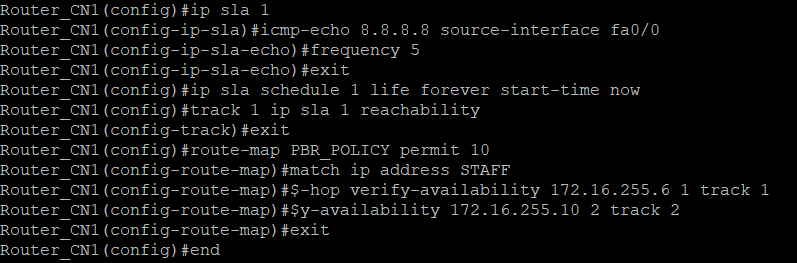 Router_CN1(config)#ip sla 1
Router_CN1(config-ip-sla)#icmp-echo 8.8.8.8 source-interface fa0/0
Router_CN1(config-ip-sla-echo)#frequency 5
Router_CN1(config-ip-sla-echo)#exit
Router_CN1(config)#ip sla schedule 1 life forever start-time now
Router_CN1(config)#track 1 ip sla 1 reachability
Router_CN1(config-track)#exit
Router_CN1(config)#route-map PBR_POLICY permit 10
Router_CN1(config-route-map)#match ip address STAFF
Router_CN1(config-route-map)#$-hop verify-availability 172.16.255.6 1 track 1
Router_CN1(config-route-map)#$y-availability 172.16.255.10 2 track 2
Router_CN1(config-route-map)#exit
Router_CN1(config)#end